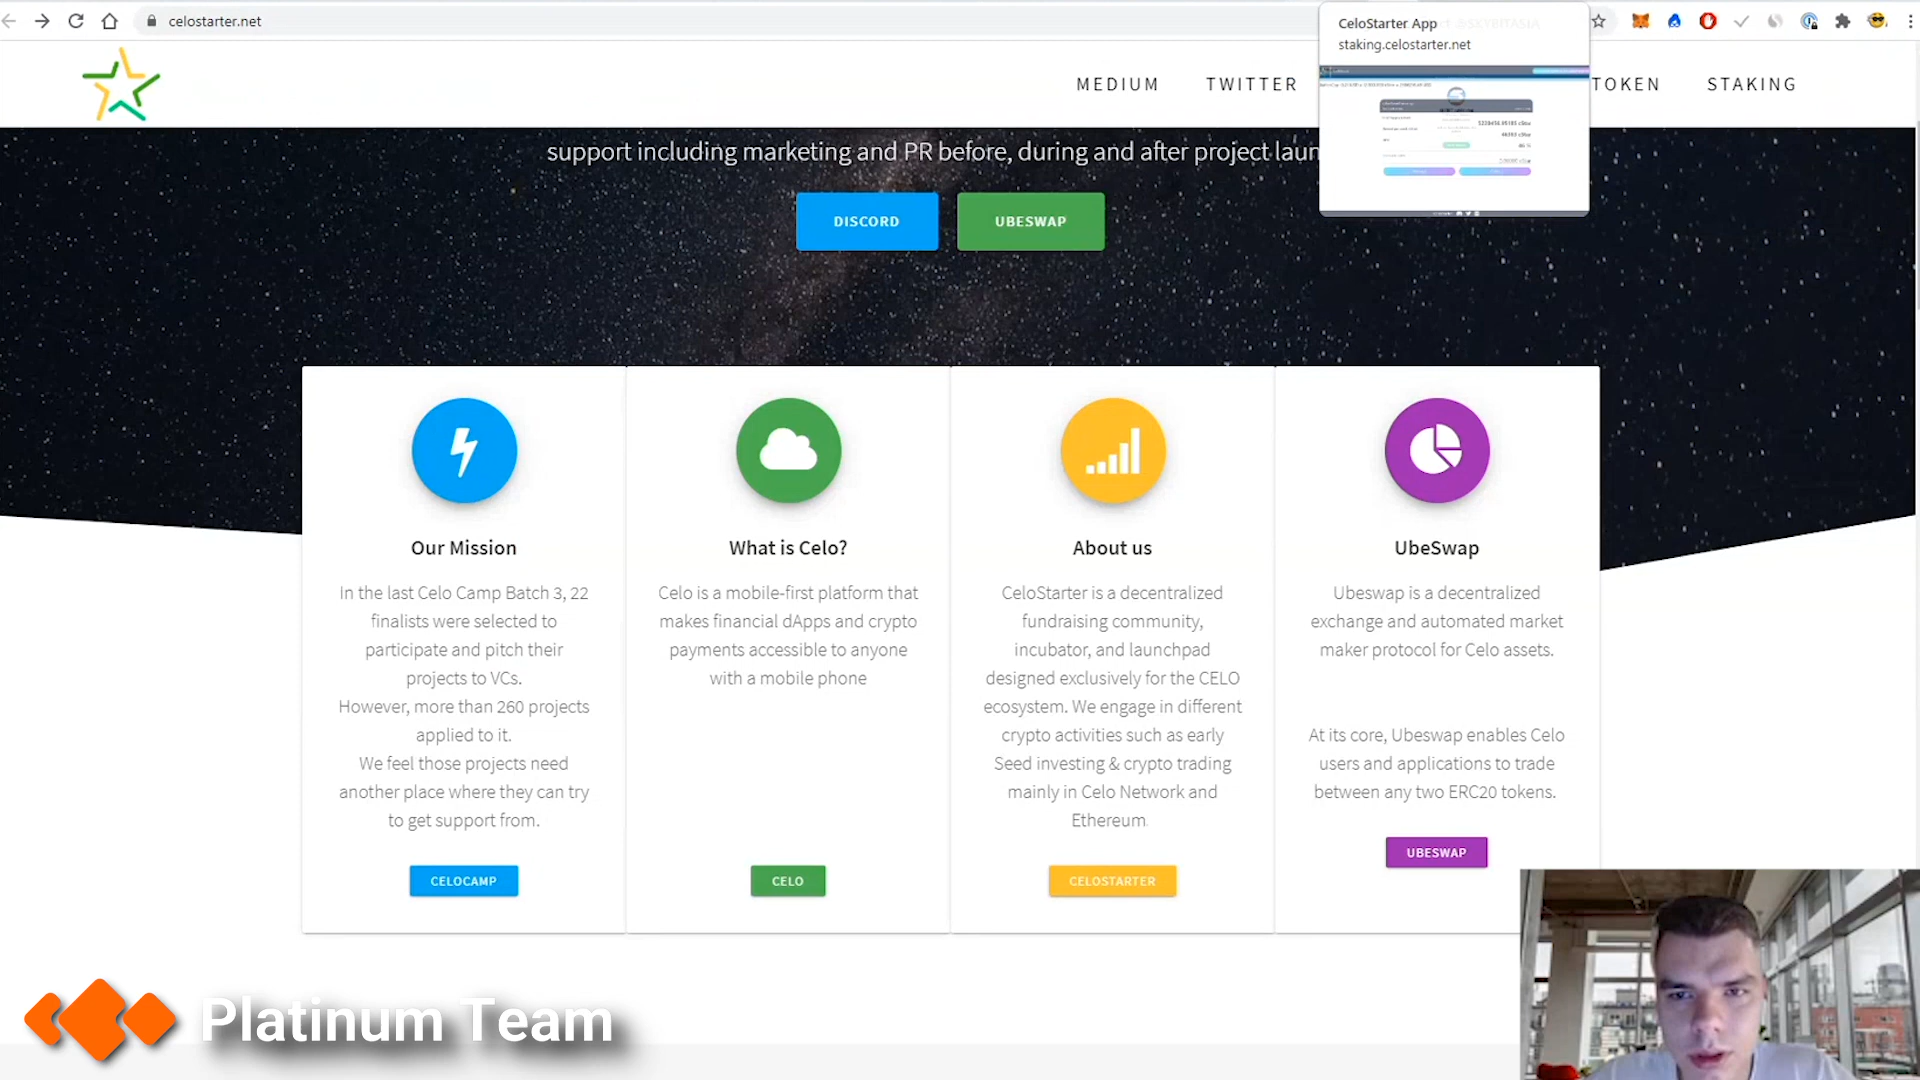 celostarter.net
CeloStarter App
staking.celostarter.net
MEDIUM
TWITTER
TOKEN
STAKING
support including marketing and PR before, during and after project laun
DISCORD
UBESWAP
Our Mission
In the last Celo Camp Batch 3, 22
finalists were selected to
participate and pitch their
projects to VCs.
However, more than 260 projects
applied to it.
We feel those projects need
another place where they can try
to get support from.
CELOCAMP
What is Celo?
Celo is a mobile-first platform that
makes financial dApps and crypto
payments accessible to anyone
with a mobile phone
CELO
About us
CeloStarter is a decentralized
fundraising community,
incubator, and launchpad
designed exclusively for the CELO
ecosystem. We engage in different
crypto activities such as early
Seed investing & crypto trading
mainly in Celo Network and
Ethereum.
CELOSTARTER
UbeSwap
Ubeswap is a decentralized
exchange and automated market
maker protocol for Celo assets.
At its core, Ubeswap enables Celo
users and applications to trade
between any two ERC20 tokens.
UBESWAP
Platinum Team